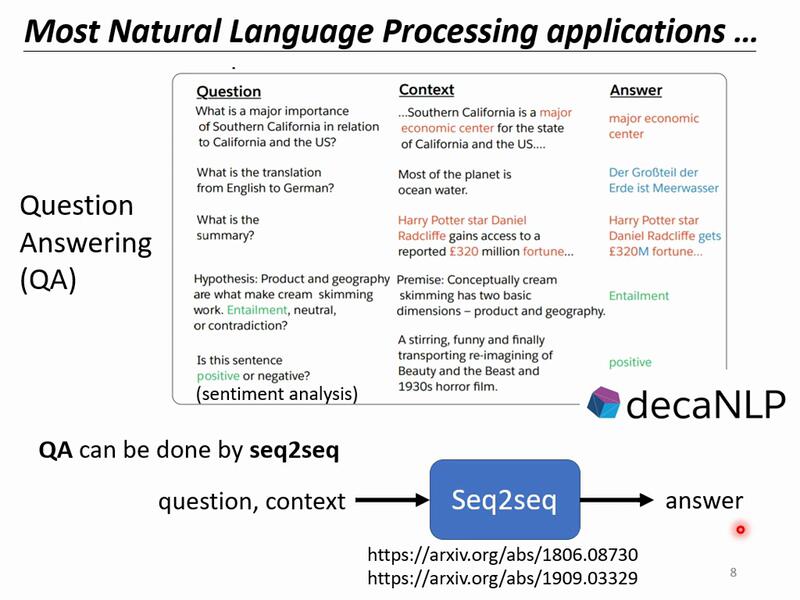 Most Natural Language Processing applications ...
Question
Answering
(QA)
Question
What is a major importance
of Southern California in relation
to California and the US?
Context
...Southern California is a major
economic center for the state
of California and the US....
Answer
major economic
center
What is the translation
from English to German?
Most of the planet is
ocean water.
Der Großteil der
Erde ist Meerwasser
What is the
summary?
Harry Potter star Daniel
Radcliffe gains access to a
reported £320 million fortune...
Harry Potter star
Daniel Radcliffe gets
£320M fortune...
Hypothesis: Product and geography
are what make cream skimming
work. Entailment, neutral,
or contradiction?
Premise: Conceptually cream
skimming has two basic
dimensions – product and geography.
Entailment
Is this sentence
positive or negative?
(sentiment analysis)
A stirring, funny and finally
transporting re-imagining of
Beauty and the Beast and
1930s horror film.
positive
decaNLP
QA can be done by seq2seq
question, context
Seq2seq
answer
https://arxiv.org/abs/1806.08730
https://arxiv.org/abs/1909.03329
8